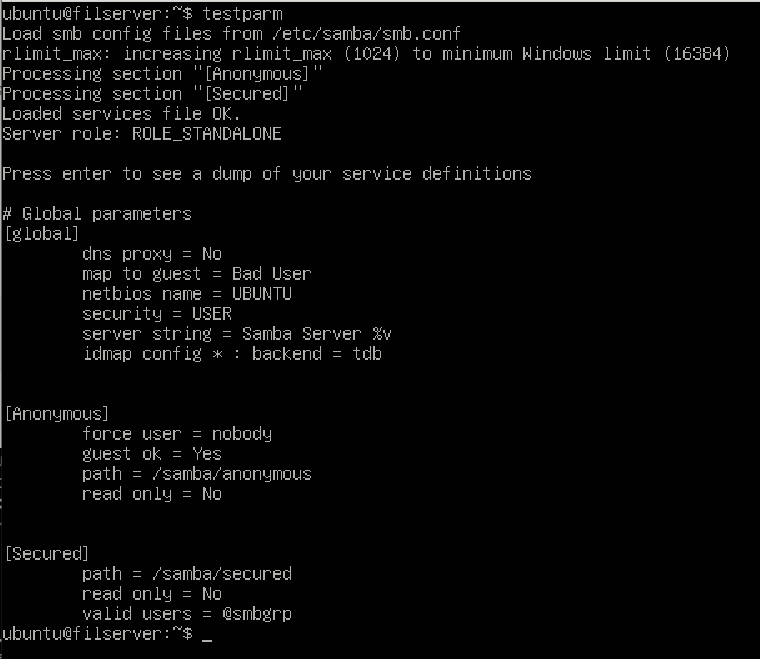 ubuntu@filserver:~$ testparm
Load smb config files from /etc/samba/smb.conf
rlimit_max: increasing rlimit_max (1024) to minimum Windows limit (16384)
Processing section "[Anonymous]"
Processing section "[Secured]"
Loaded services file OK.
Server role: ROLE_STANDALONE

Press enter to see a dump of your service definitions

# Global parameters
[global]
        dns proxy = No
        map to guest = Bad User
        netbios name = UBUNTU
        security = USER
        server string = Samba Server %v
        idmap config * : backend = tdb


[Anonymous]
        force user = nobody
        guest ok = Yes
        path = /samba/anonymous
        read only = No


[Secured]
        path = /samba/secured
        read only = No
        valid users = @smbgrp
ubuntu@filserver:~$ _